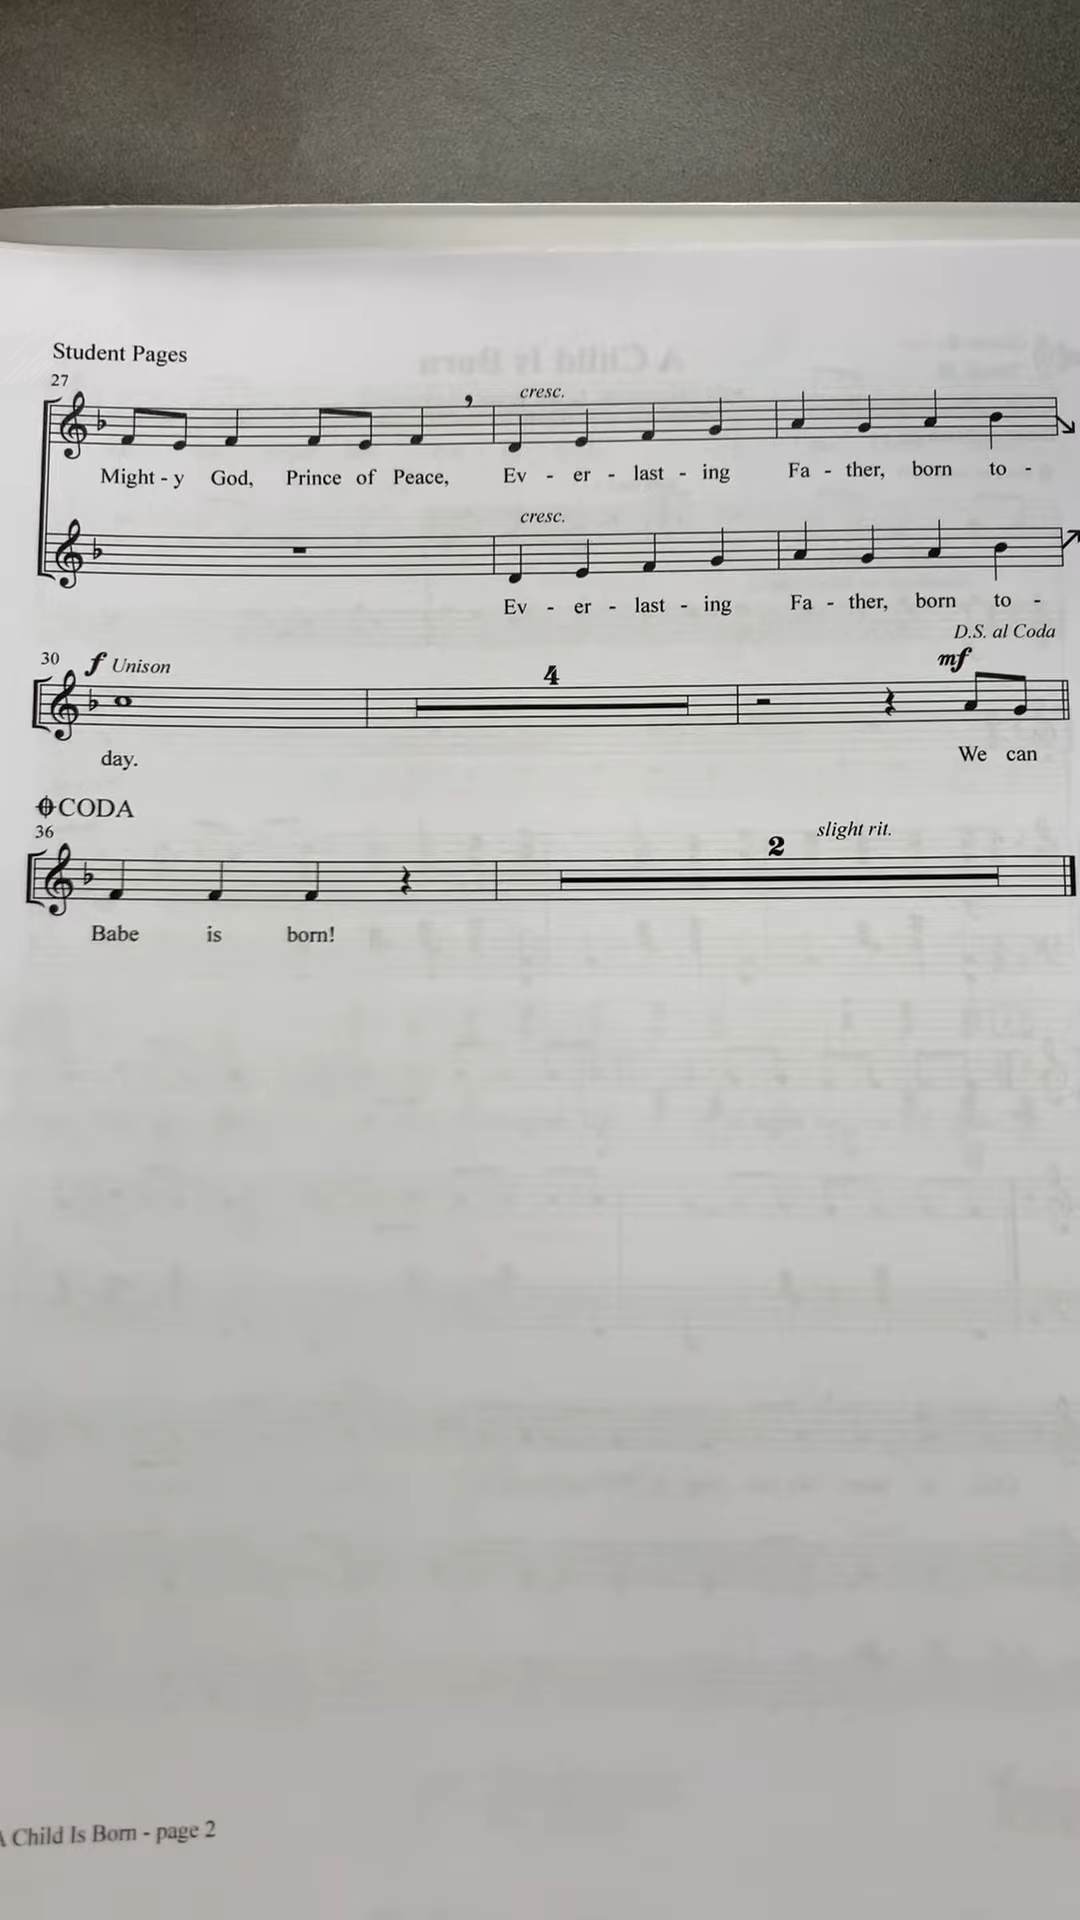 Student Pages
27
cresc.
Might - y God, Prince of Peace, Ev - er - last - ing Fa - ther, born to -
cresc.
Ev - er - last - ing Fa - ther, born to -
D.S. al Coda
30 f Unison 4 mf
day. We can
CODA
36 2 slight rit.
Babe is born!
A Child Is Born - page 2